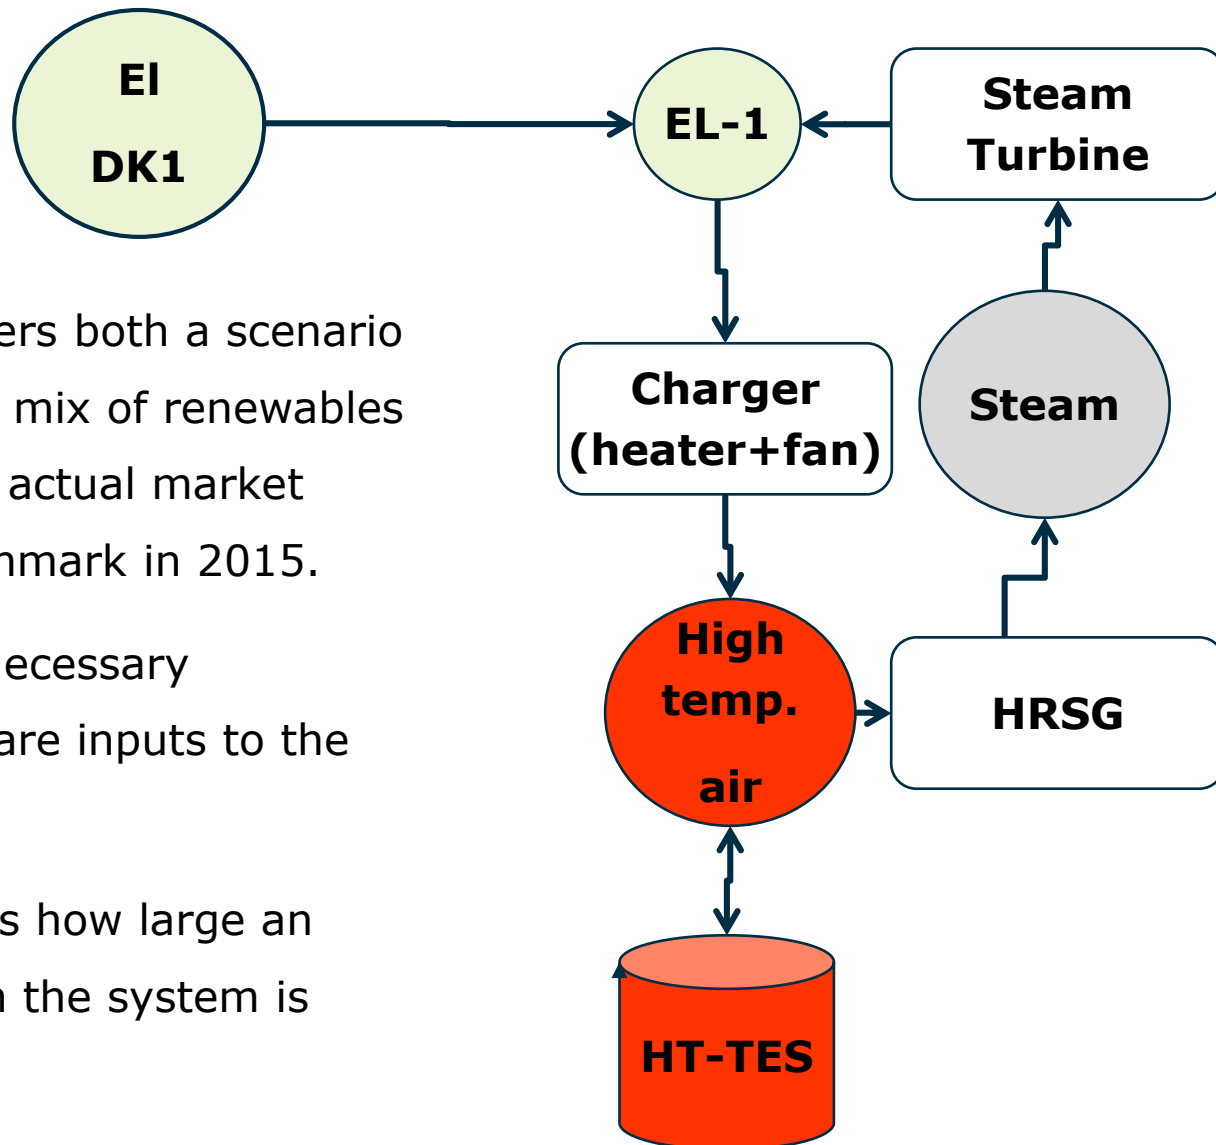 El
DK1
EL-1
Steam
Turbine
ers both a scenario
mix of renewables
actual market
nmark in 2015.
ecessary
are inputs to the
s how large an
n the system is
Charger
(heater+fan)
Steam
High
temp.
air
HRSG
HT-TES